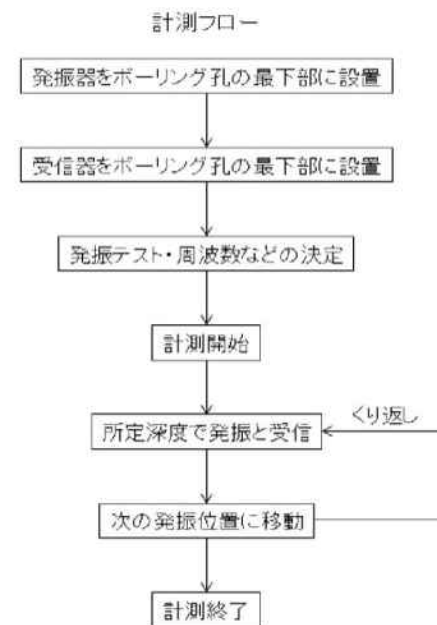 計測フロー
発振器をボーリング孔の最下部に設置
受信器をボーリング孔の最下部に設置
発振テスト・周波数などの決定
計測開始
所定深度で発振と受信
くり返し
次の発振位置に移動
計測終了